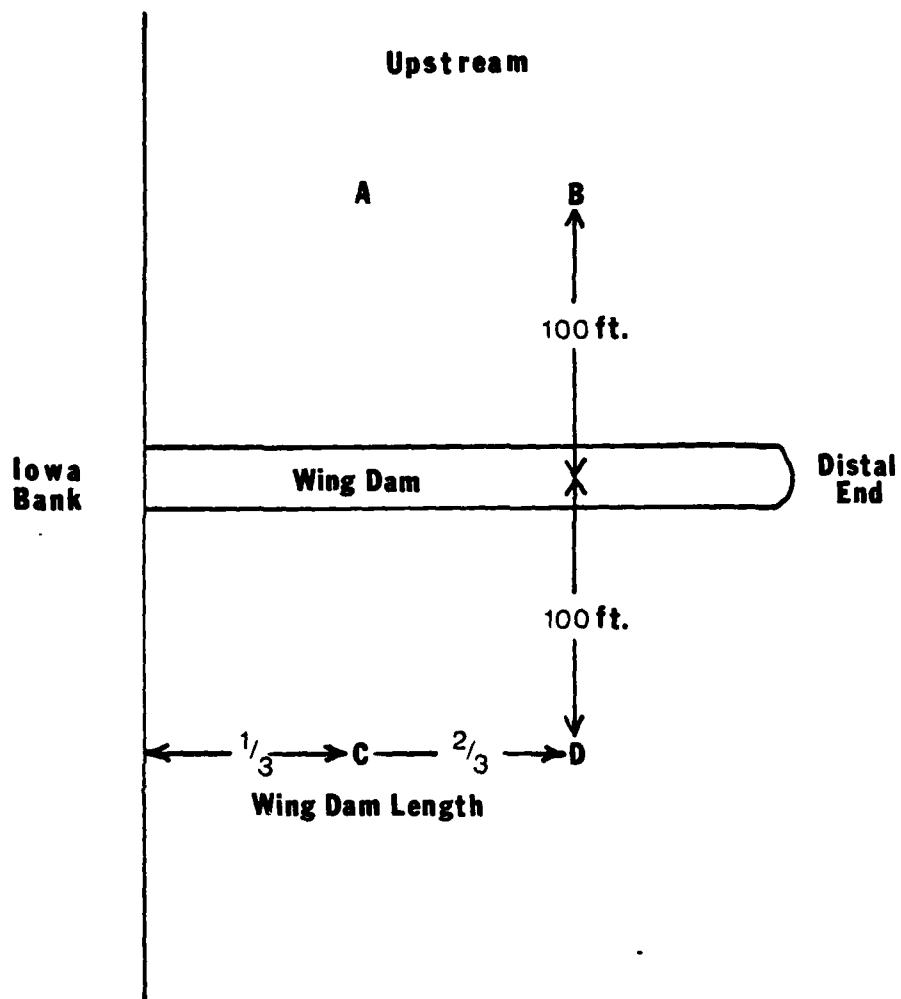 Upstream
A
B
100 ft.
Iowa
Bank
Wing Dam
Distal
End
100 ft.
1/3
C
2/3
D
Wing Dam Length